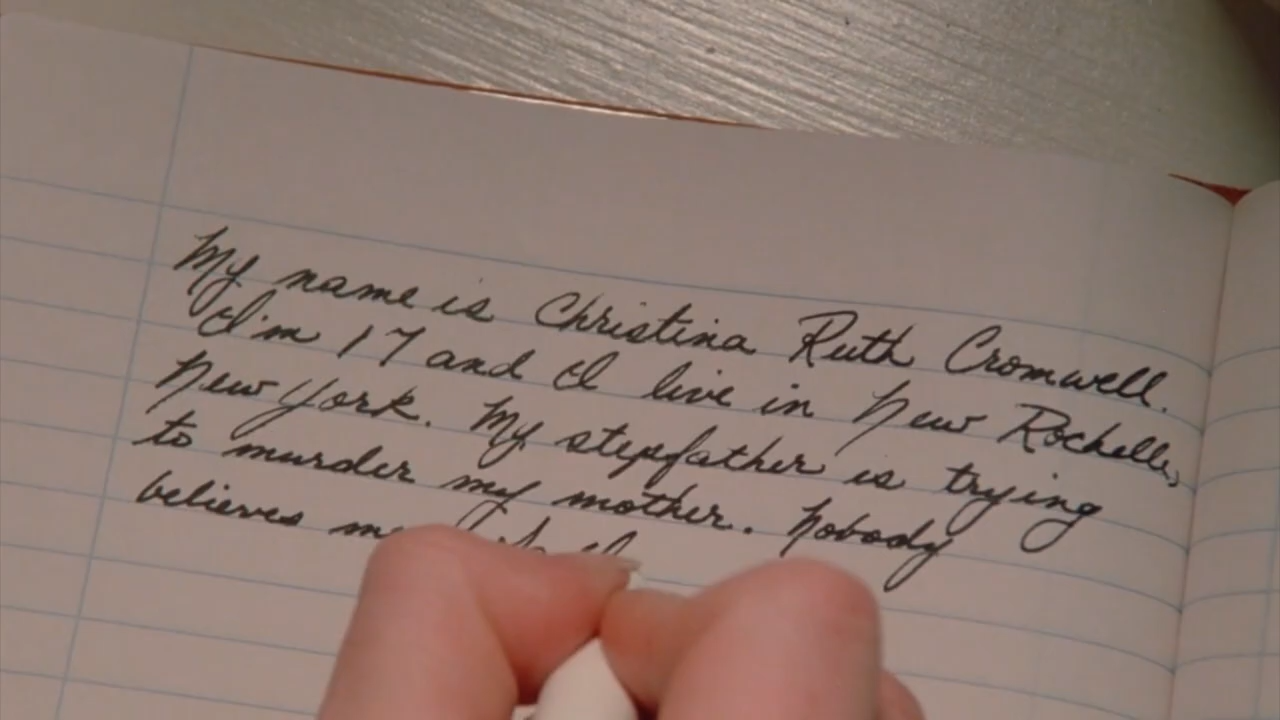 My name is Christina Ruth Cromwell.
I'm 17 and I live in New Rochelle,
New York. My stepfather is trying
to murder my mother. Nobody
believes me